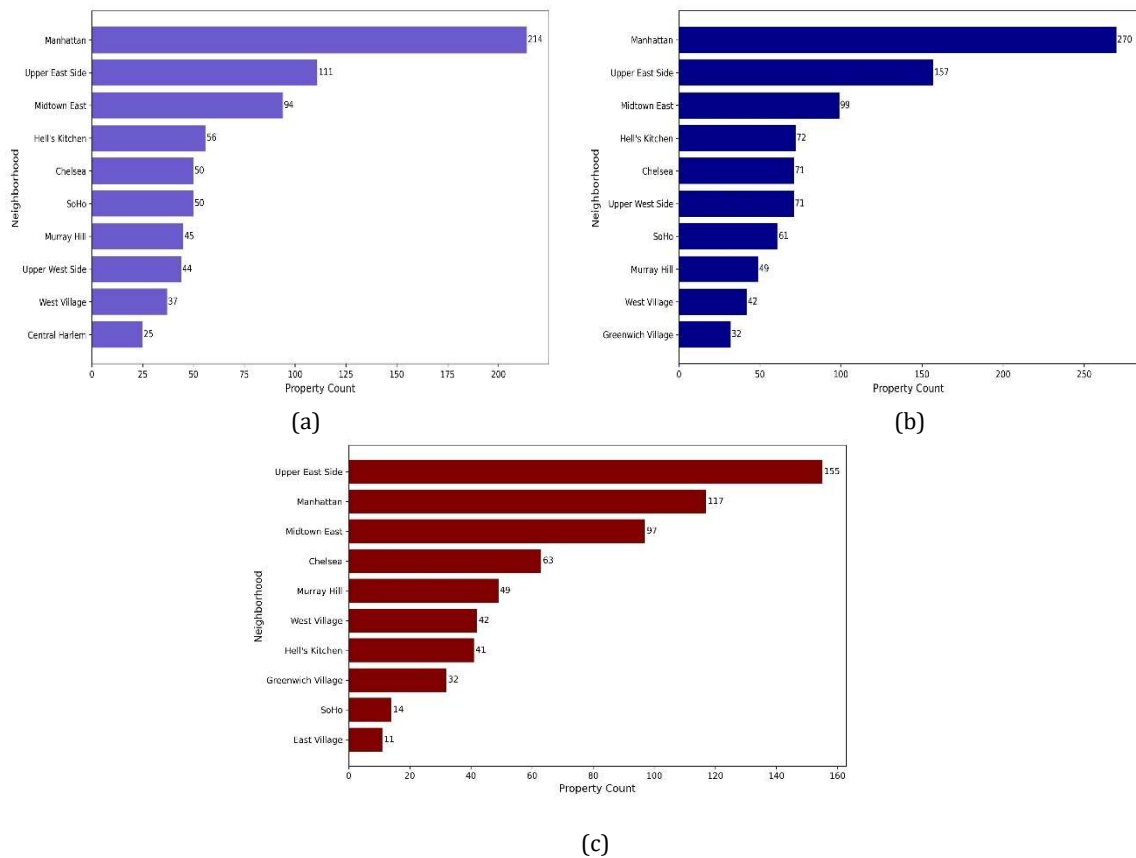 Neighborhood
Manhattan 214
Upper East Side 111
Midtown East 94
Hell's Kitchen 56
Chelsea 50
SoHo 50
Murray Hill 45
Upper West Side 44
West Village 37
Central Harlem 25
0 25 50 75 100 125 150 175 200
Property Count
(a)
Neighborhood
Manhattan 270
Upper East Side 157
Midtown East 99
Hell's Kitchen 72
Chelsea 71
Upper West Side 71
SoHo 61
Murray Hill 49
West Village 42
Greenwich Village 32
0 50 100 150 200 250
Property Count
(b)
Neighborhood
Upper East Side 155
Manhattan 117
Midtown East 97
Chelsea 63
Murray Hill 49
West Village 42
Hell's Kitchen 41
Greenwich Village 32
SoHo 14
East Village 11
0 20 40 60 80 100 120 140 160
Property Count
(c)